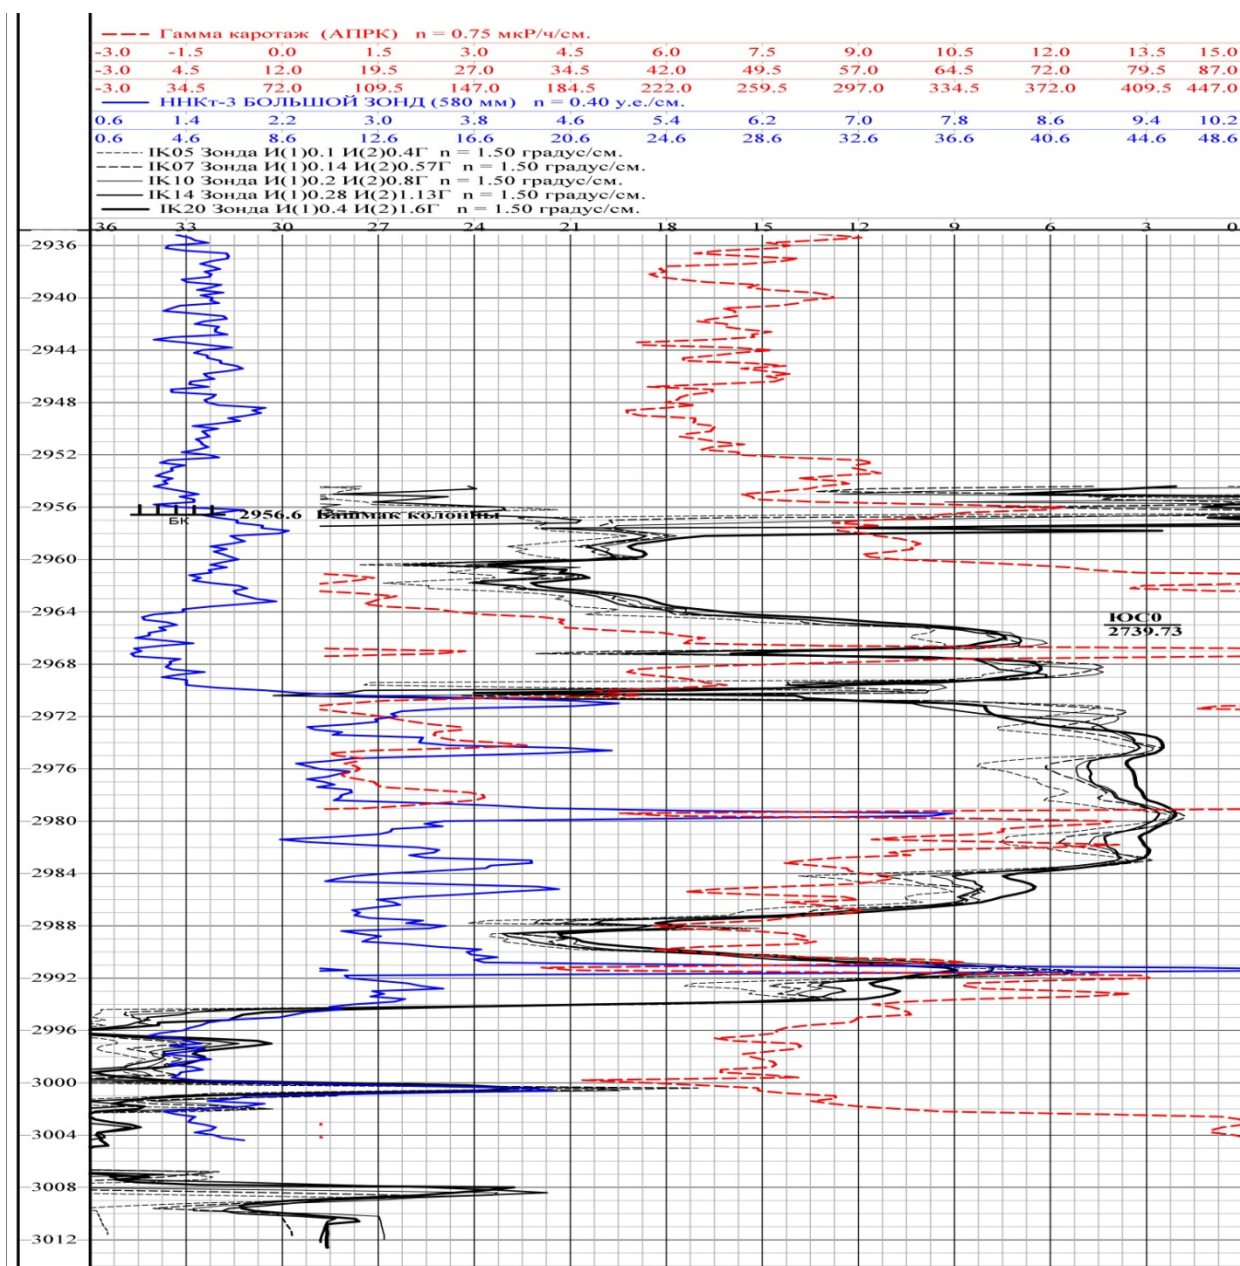 Гамма каротаж (АПРК) n = 0.75 мкР/ч/см.
-3.0 -1.5 0.0 1.5 3.0 4.5 6.0 7.5 9.0 10.5 12.0 13.5 15.0
-3.0 4.5 12.0 19.5 27.0 34.5 42.0 49.5 57.0 64.5 72.0 79.5 87.0
-3.0 34.5 72.0 109.5 147.0 184.5 222.0 259.5 297.0 334.5 372.0 409.5 447.0
ННКт-3 БОЛЬШОЙ ЗОНД (580 мм) n = 0.40 у.е./см.
0.6 1.4 2.2 3.0 3.8 4.6 5.4 6.2 7.0 7.8 8.6 9.4 10.2
0.6 4.6 8.6 12.6 16.6 20.6 24.6 28.6 32.6 36.6 40.6 44.6 48.6
IK05 Зонда И(1)0.1 И(2)0.4Г n = 1.50 градус/см.
IK07 Зонда И(1)0.14 И(2)0.57Г n = 1.50 градус/см.
IK10 Зонда И(1)0.2 И(2)0.8Г n = 1.50 градус/см.
IK14 Зонда И(1)0.28 И(2)1.13Г n = 1.50 градус/см.
IK20 Зонда И(1)0.4 И(2)1.6Г n = 1.50 градус/см.
36 33 30 27 24 21 18 15 12 9 6 3 0
2936
2940
2944
2948
2952
2956
2956.6 Башмак колонны
БК
2960
2964
ЮС0
2739.73
2968
2972
2976
2980
2984
2988
2992
2996
3000
3004
3008
3012